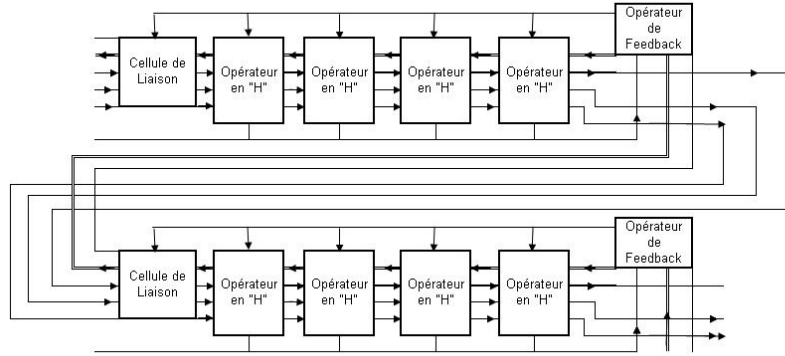 Opérateur
de
Feedback
Cellule de
Liaison
Opérateur
en "H"
Opérateur
en "H"
Opérateur
en "H"
Opérateur
en "H"
Opérateur
de
Feedback
Cellule de
Liaison
Opérateur
en "H"
Opérateur
en "H"
Opérateur
en "H"
Opérateur
en "H"